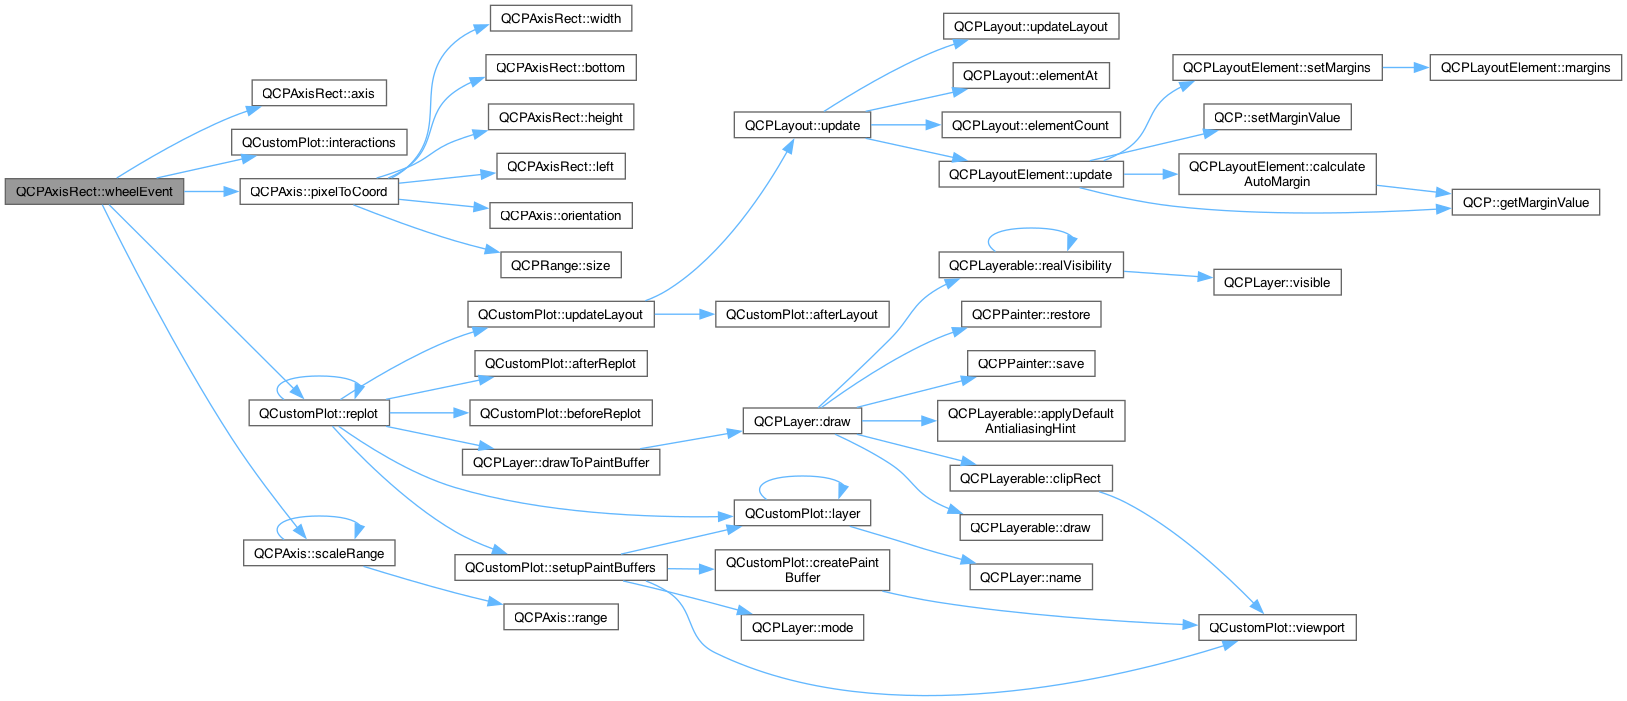 QCPAxisRect::wheelEvent
QCPAxisRect::axis
QCustomPlot::interactions
QCPAxis::pixelToCoord
QCustomPlot::replot
QCPAxis::scaleRange
QCPAxisRect::width
QCPAxisRect::bottom
QCPAxisRect::height
QCPAxisRect::left
QCPAxis::orientation
QCPRange::size
QCustomPlot::updateLayout
QCustomPlot::afterReplot
QCustomPlot::beforeReplot
QCPLayer::drawToPaintBuffer
QCustomPlot::setupPaintBuffers
QCPAxis::range
QCPLayout::update
QCustomPlot::afterLayout
QCPLayer::draw
QCustomPlot::layer
QCustomPlot::createPaint
Buffer
QCPLayer::mode
QCPLayout::updateLayout
QCPLayout::elementAt
QCPLayout::elementCount
QCPLayoutElement::update
QCPLayerable::realVisibility
QCPPainter::restore
QCPPainter::save
QCPLayerable::applyDefault
AntialiasingHint
QCPLayerable::clipRect
QCPLayerable::draw
QCPLayer::name
QCPLayoutElement::setMargins
QCP::setMarginValue
QCPLayoutElement::calculate
AutoMargin
QCPLayer::visible
QCustomPlot::viewport
QCPLayoutElement::margins
QCP::getMarginValue